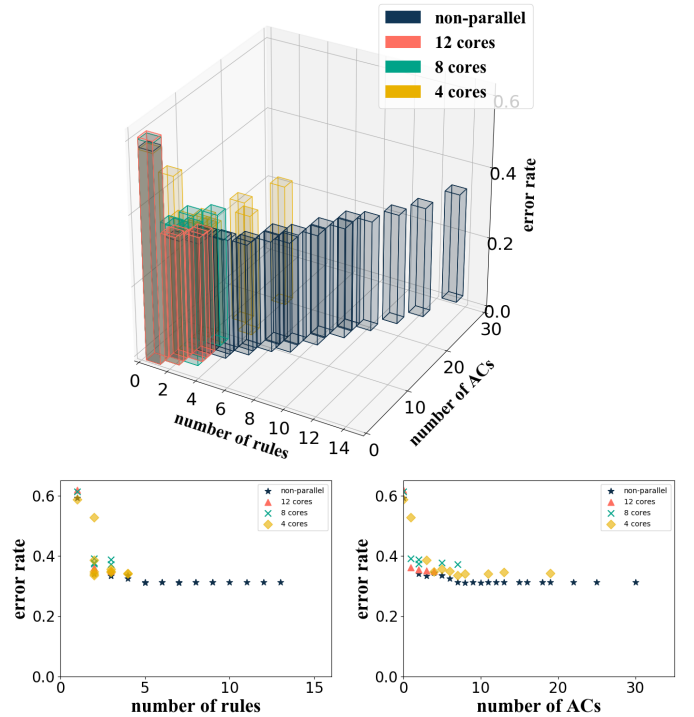 non-parallel
12 cores
8 cores
4 cores
0.6
0.4
0.2
0.0
error rate
30
20
10
0
number of ACs
0
2
4
6
8
10
12
14
number of rules
0.6
0.4
0.2
0.0
error rate
non-parallel
12 cores
8 cores
4 cores
0
5
10
15
number of rules
0.6
0.4
0.2
0.0
error rate
non-parallel
12 cores
8 cores
4 cores
0
10
20
30
number of ACs